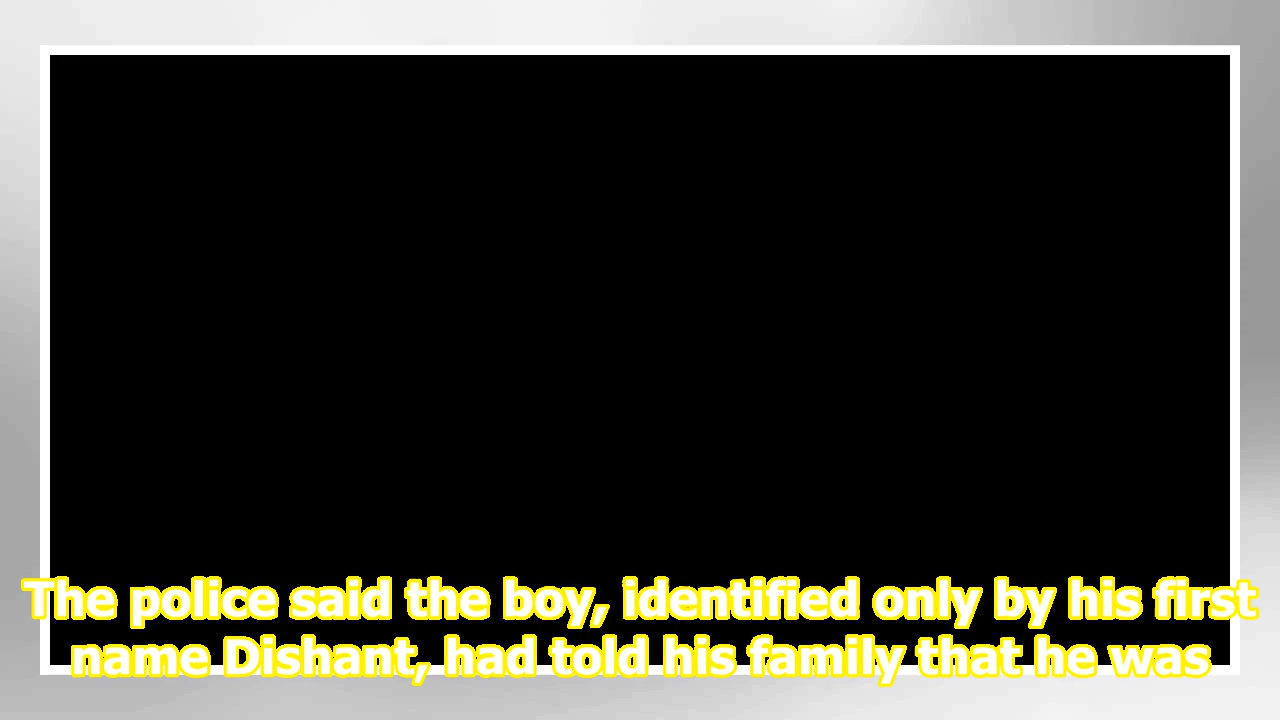 The police said the boy, identified only by his first
name Dishant, had told his family that he was